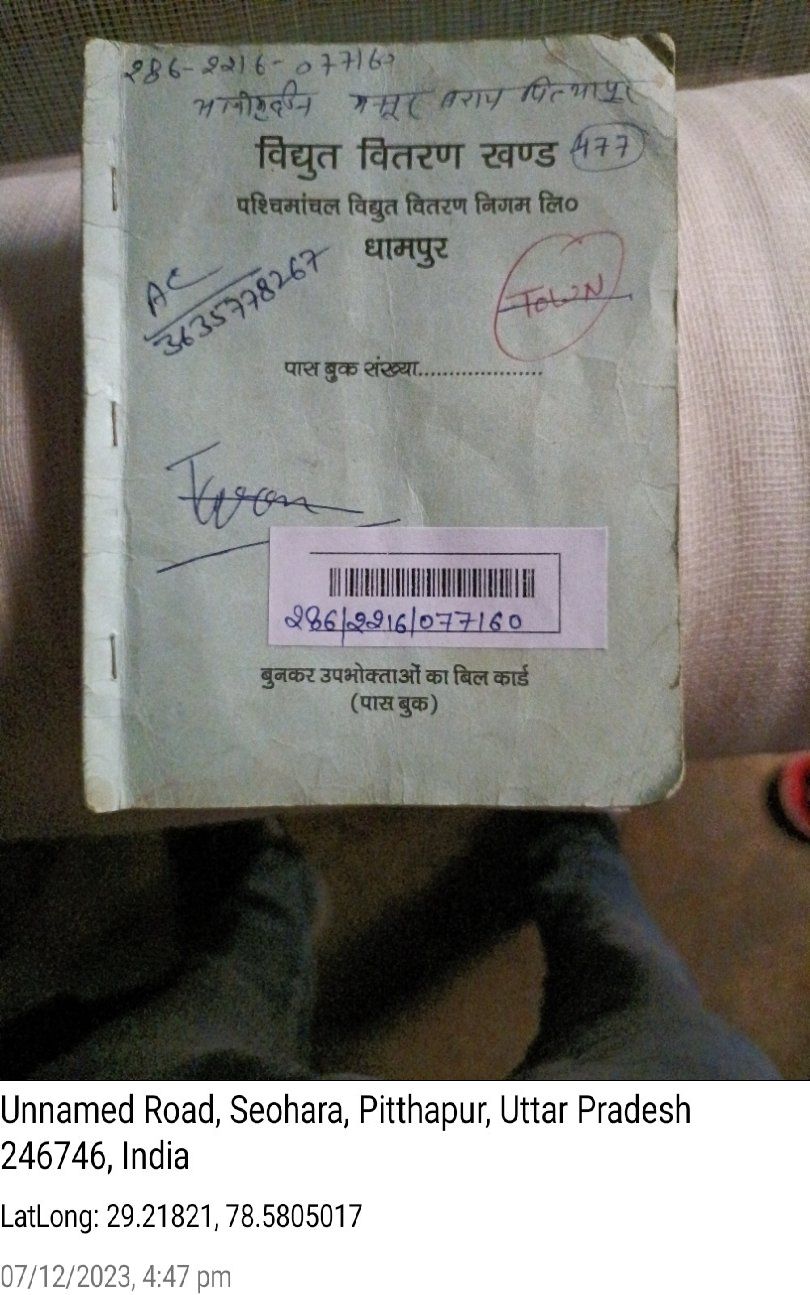 286-2216-077160
विद्युत वितरण खण्ड 477
पश्चिमांचल विद्युत वितरण निगम लि०
धामपुर
AC
3635778267
TOWN
पास बुक संख्या....................
286/2216/077160
बुनकर उपभोक्ताओं का बिल कार्ड
(पास बुक)
Unnamed Road, Seohara, Pitthapur, Uttar Pradesh
246746, India
LatLong: 29.21821, 78.5805017
07/12/2023, 4:47 pm